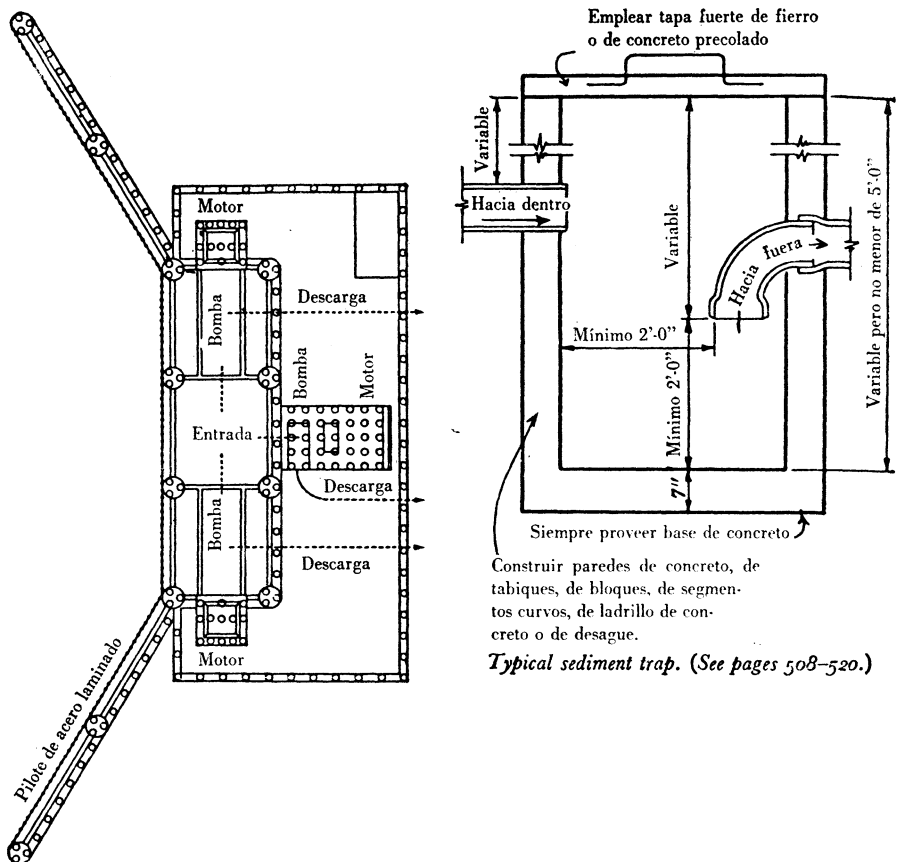 Motor
Bomba
Descarga
Bomba
Motor
Entrada
Descarga
Bomba
Descarga
Motor
Pilote de acero laminado
Emplear tapa fuerte de fierro
o de concreto precolado
Variable
Hacia dentro
Variable
Hacia fuera
Variable pero no menor de 5'-0"
Mínimo 2'-0"
Mínimo 2'-0"
7"
Siempre proveer base de concreto
Construir paredes de concreto, de
tabiques, de bloques, de segmen-
tos curvos, de ladrillo de con-
creto o de desague.
Typical sediment trap. (See pages 508–520.)